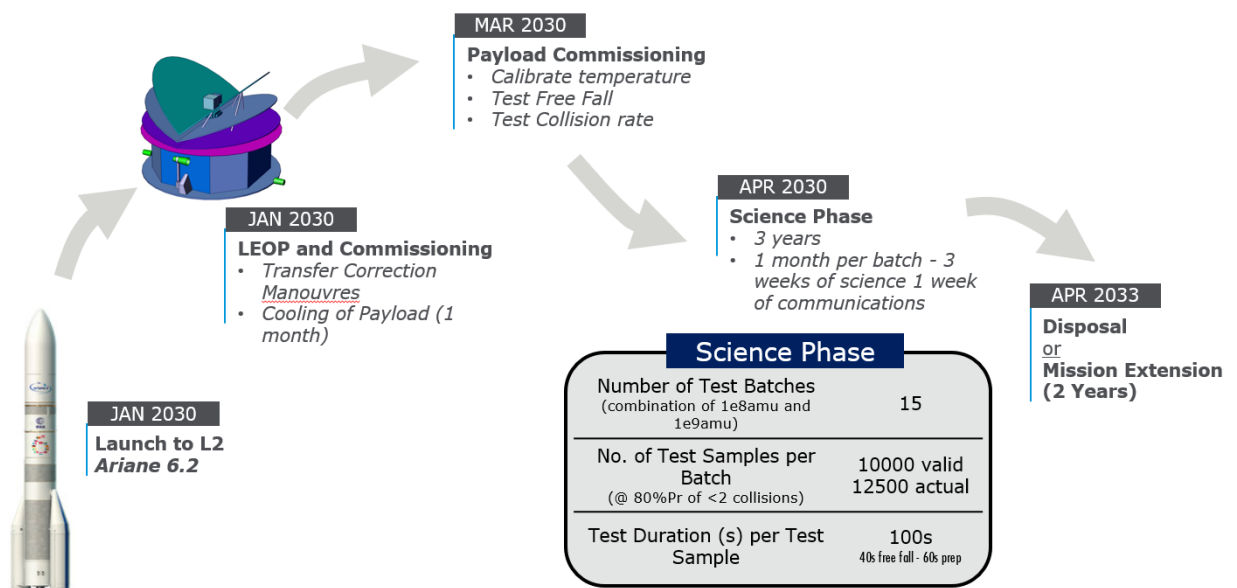 MAR 2030
Payload Commissioning
• Calibrate temperature
• Test Free Fall
• Test Collision rate
JAN 2030
LEOP and Commissioning
• Transfer Correction
Manouvres
• Cooling of Payload (1
month)
JAN 2030
Launch to L2
Ariane 6.2
APR 2030
Science Phase
• 3 years
• 1 month per batch - 3
weeks of science 1 week
of communications
APR 2033
Disposal
or
Mission Extension
(2 Years)
Science Phase
Number of Test Batches
(combination of 1e8amu and
1e9amu)
15
No. of Test Samples per
Batch
(@ 80%Pr of <2 collisions)
10000 valid
12500 actual
Test Duration (s) per Test
Sample
100s
40s free fall - 60s prep